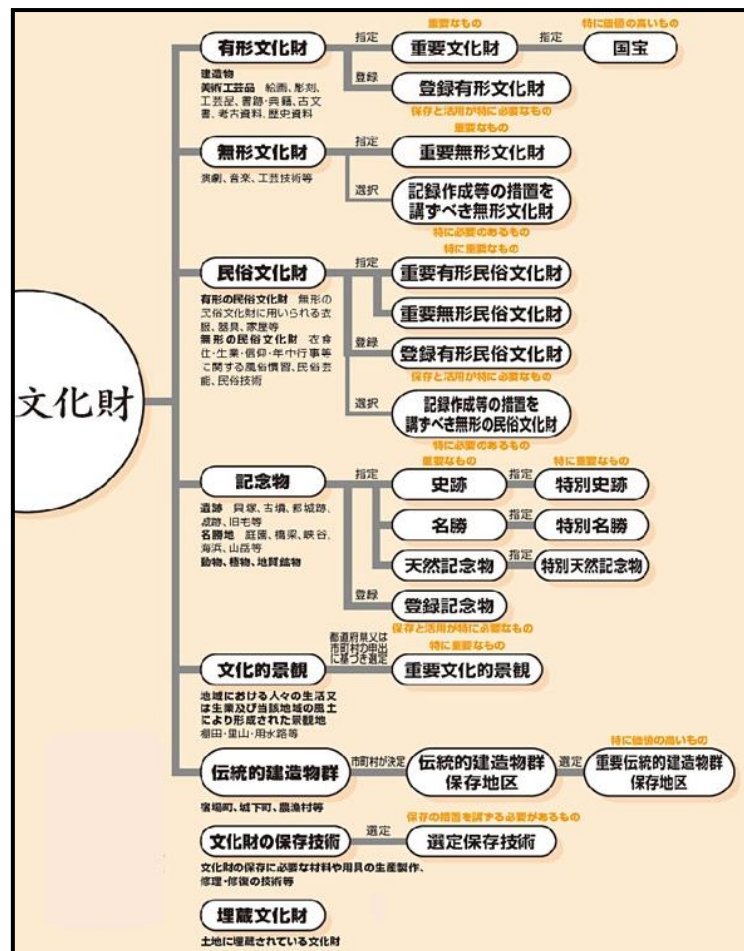 文化財
重要なもの
特に価値の高いもの
有形文化財
指定
重要文化財
指定
国宝
建造物
美術工芸品 絵画、彫刻、
工芸品、書跡・典籍、古文
書、考古資料、歴史資料
登録
登録有形文化財
保存と活用が特に必要なもの
重要なもの
無形文化財
指定
重要無形文化財
演劇、音楽、工芸技術等
選択
記録作成等の措置を
講ずべき無形文化財
特に必要のあるもの
特に重要なもの
民俗文化財
指定
重要有形民俗文化財
有形の民俗文化財 無形の
民俗文化財に用いられる衣
服、器具、家屋等
無形の民俗文化財 衣食
住・生業・信仰・年中行事等
に関する風俗慣習、民俗芸
能、民俗技術
重要無形民俗文化財
登録
登録有形民俗文化財
保存と活用が特に必要なもの
選択
記録作成等の措置を
講ずべき無形の民俗文化財
特に必要のあるもの
重要なもの
特に重要なもの
記念物
指定
史跡
指定
特別史跡
遺跡 貝塚、古墳、都城跡、
城跡、旧宅等
名勝地 庭園、橋梁、峡谷、
海浜、山岳等
動物、植物、地質鉱物
名勝
指定
特別名勝
天然記念物
指定
特別天然記念物
登録
登録記念物
保存と活用が特に必要なもの
都道府県又は
市町村の申出
に基づき選定
特に重要なもの
文化的景観
重要文化的景観
地域における人々の生活又
は生業及び当該地域の風土
により形成された景観地
棚田・里山・用水路等
特に価値の高いもの
伝統的建造物群
市町村が決定
伝統的建造物群
保存地区
選定
重要伝統的建造物群
保存地区
宿場町、城下町、農漁村等
保存の措置を講ずる必要があるもの
文化財の保存技術
選定
選定保存技術
文化財の保存に必要な材料や用具の生産製作、
修理・修復の技術等
埋蔵文化財
土地に埋蔵されている文化財